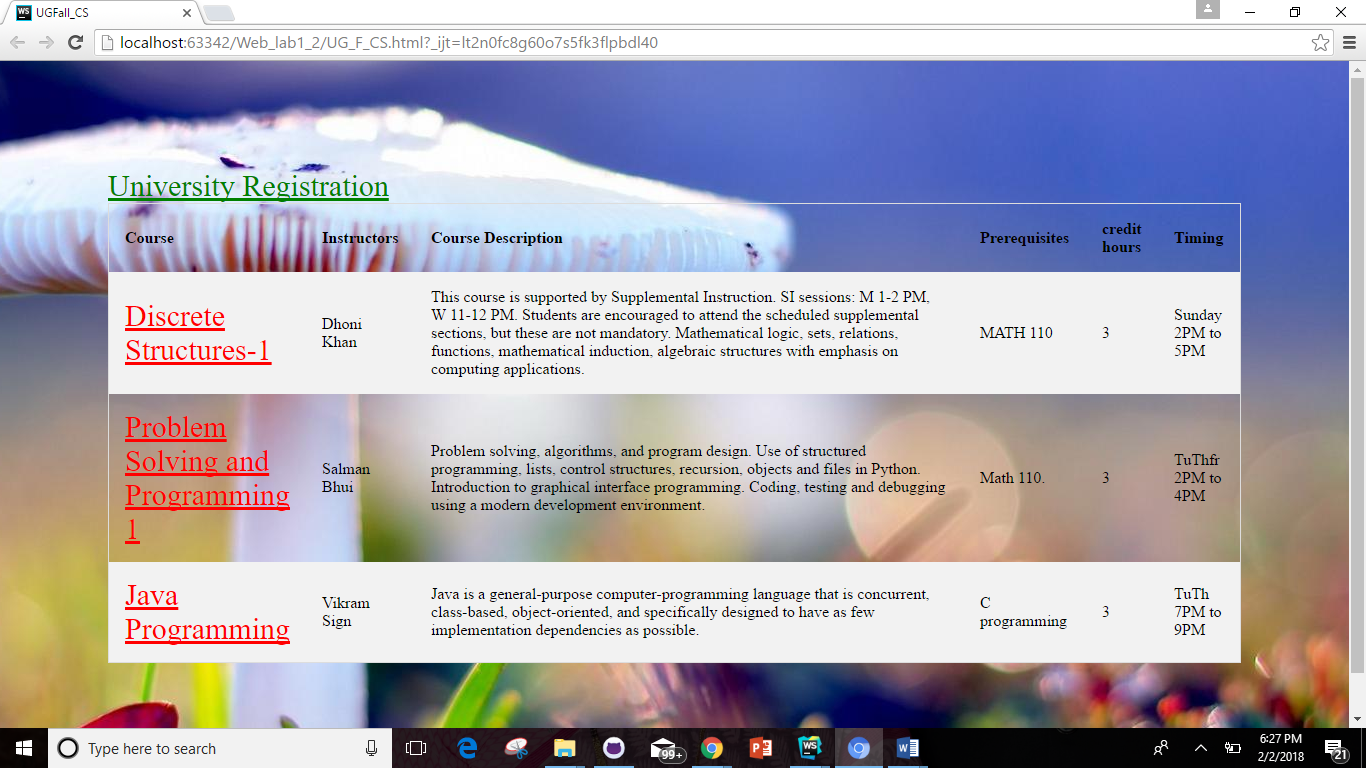 UGFall_CS
localhost:63342/Web_lab1_2/UG_F_CS.html?_ijt=lt2n0fc8g60o7s5fk3flpbdl40
University Registration
Course
Instructors
Course Description
Prerequisites
credit
hours
Timing
Discrete
Structures-1
Dhoni
Khan
This course is supported by Supplemental Instruction. SI sessions: M 1-2 PM,
W 11-12 PM. Students are encouraged to attend the scheduled supplemental
sections, but these are not mandatory. Mathematical logic, sets, relations,
functions, mathematical induction, algebraic structures with emphasis on
computing applications.
MATH 110
3
Sunday
2PM to
5PM
Problem
Solving and
Programming
1
Salman
Bhui
Problem solving, algorithms, and program design. Use of structured
programming, lists, control structures, recursion, objects and files in Python.
Introduction to graphical interface programming. Coding, testing and debugging
using a modern development environment.
Math 110.
3
TuThfr
2PM to
4PM
Java
Programming
Vikram
Sign
Java is a general-purpose computer-programming language that is concurrent,
class-based, object-oriented, and specifically designed to have as few
implementation dependencies as possible.
C
programming
3
TuTh
7PM to
9PM
Type here to search
99+
6:27 PM
2/2/2018
21